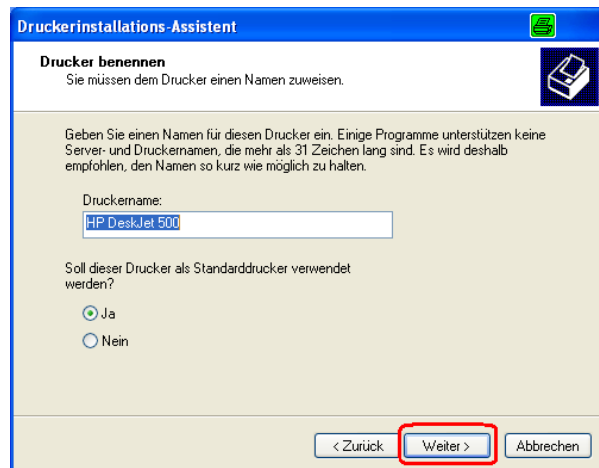 Druckerinstallations-Assistent
Drucker benennen
Sie müssen dem Drucker einen Namen zuweisen.
Geben Sie einen Namen für diesen Drucker ein. Einige Programme unterstützen keine
Server- und Druckernamen, die mehr als 31 Zeichen lang sind. Es wird deshalb
empfohlen, den Namen so kurz wie möglich zu halten.
Druckername:
HP DeskJet 500
Soll dieser Drucker als Standarddrucker verwendet
werden?
Ja
Nein
< Zurück Weiter > Abbrechen